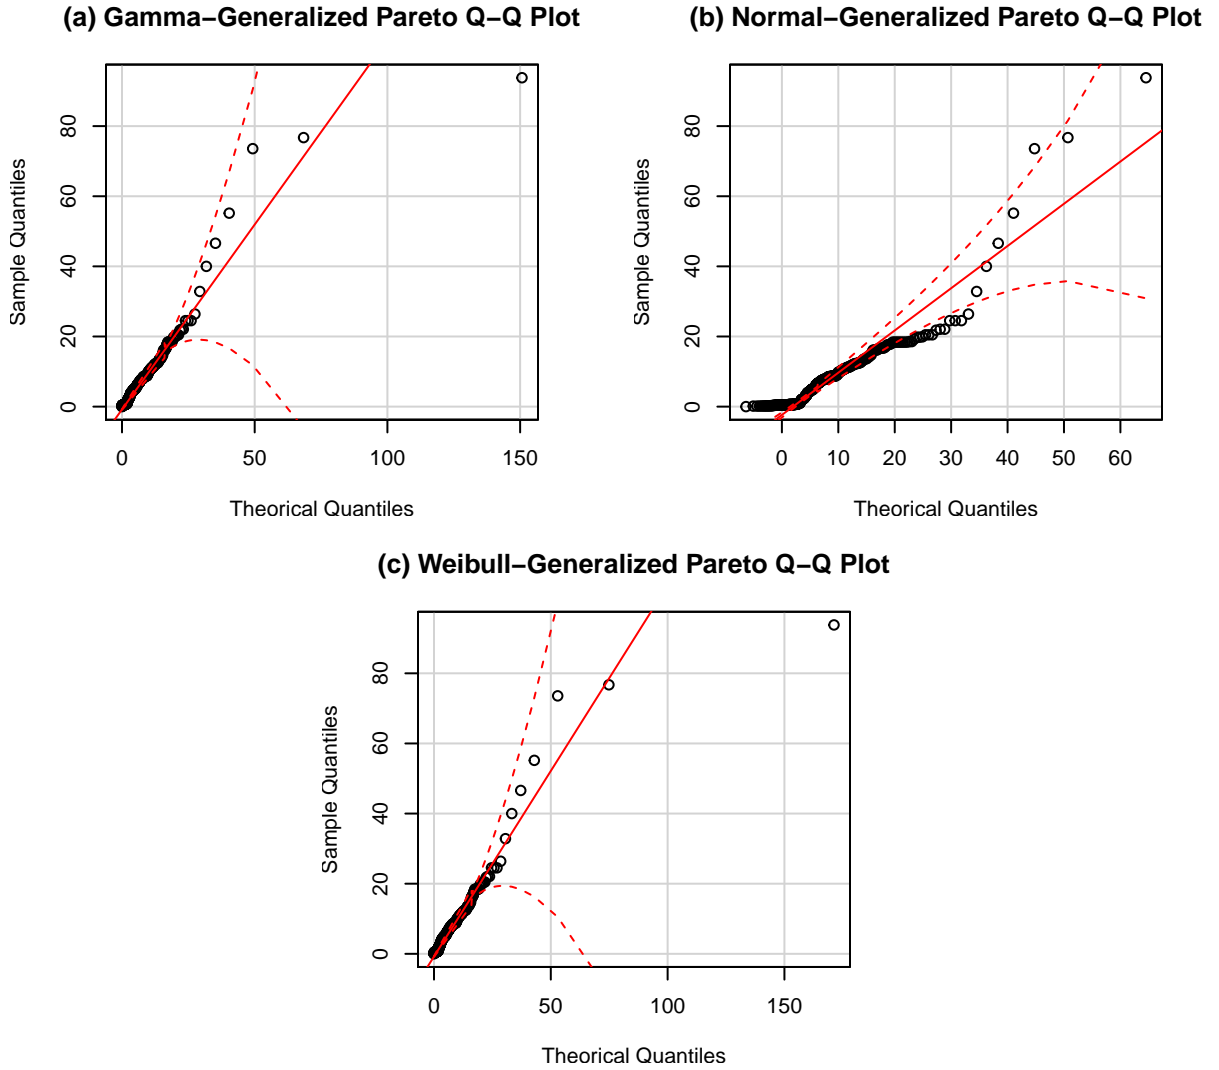 (a) Gamma−Generalized Pareto Q−Q Plot
80
60
40
20
0
Sample Quantiles
0 50 100 150
Theorical Quantiles
(b) Normal−Generalized Pareto Q−Q Plot
80
60
40
20
0
Sample Quantiles
0 10 20 30 40 50 60
Theorical Quantiles
(c) Weibull−Generalized Pareto Q−Q Plot
80
60
40
20
0
Sample Quantiles
0 50 100 150
Theorical Quantiles